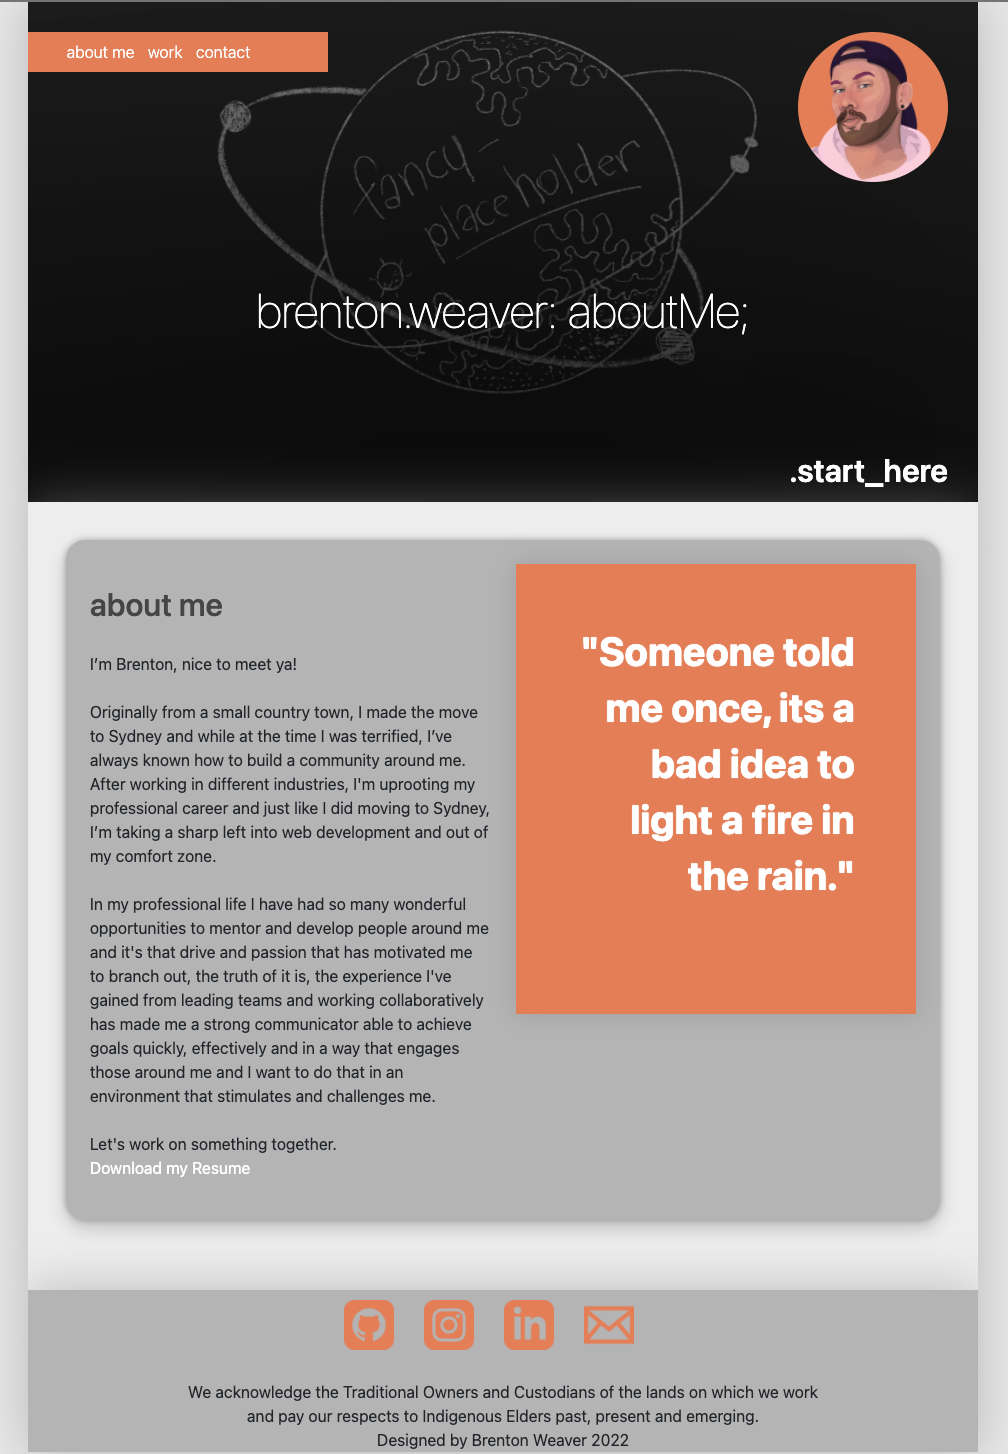 about me work contact
fancy-
place holder
brenton.weaver: aboutMe;
.start_here
about me
I’m Brenton, nice to meet ya!
Originally from a small country town, I made the move
to Sydney and while at the time I was terrified, I’ve
always known how to build a community around me.
After working in different industries, I'm uprooting my
professional career and just like I did moving to Sydney,
I’m taking a sharp left into web development and out of
my comfort zone.
In my professional life I have had so many wonderful
opportunities to mentor and develop people around me
and it's that drive and passion that has motivated me
to branch out, the truth of it is, the experience I've
gained from leading teams and working collaboratively
has made me a strong communicator able to achieve
goals quickly, effectively and in a way that engages
those around me and I want to do that in an
environment that stimulates and challenges me.
Let's work on something together.
Download my Resume
"Someone told
me once, its a
bad idea to
light a fire in
the rain."
in
We acknowledge the Traditional Owners and Custodians of the lands on which we work
and pay our respects to Indigenous Elders past, present and emerging.
Designed by Brenton Weaver 2022